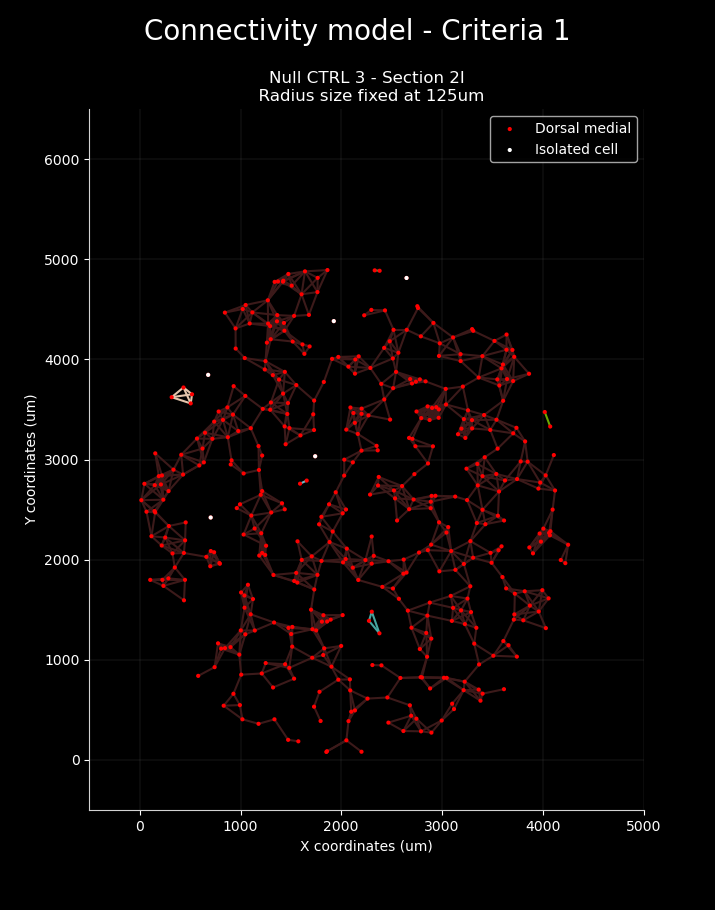 Connectivity model - Criteria 1
Null CTRL 3 - Section 2l
Radius size fixed at 125um
Dorsal medial
Isolated cell
6000
5000
4000
3000
2000
1000
0
Y coordinates (um)
0 1000 2000 3000 4000 5000
X coordinates (um)